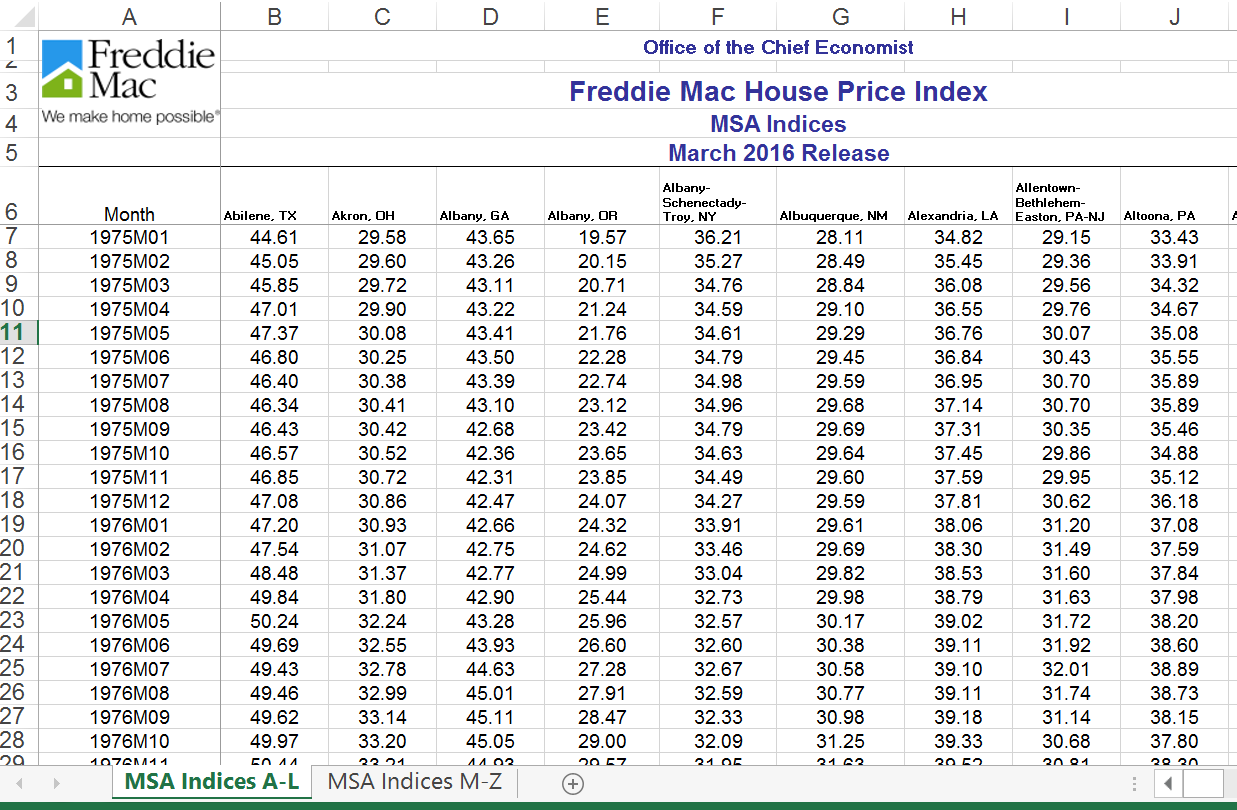 A B C D E F G H I J
1 Freddie Mac Office of the Chief Economist
2
3 Freddie Mac House Price Index
We make home possible®
4 MSA Indices
5 March 2016 Release
6 Month Abilene, TX Akron, OH Albany, GA Albany, OR Albany-Schenectady-Troy, NY Albuquerque, NM Alexandria, LA Allentown-Bethlehem-Easton, PA-NJ Altoona, PA
7 1975M01 44.61 29.58 43.65 19.57 36.21 28.11 34.82 29.15 33.43
8 1975M02 45.05 29.60 43.26 20.15 35.27 28.49 35.45 29.36 33.91
9 1975M03 45.85 29.72 43.11 20.71 34.76 28.84 36.08 29.56 34.32
10 1975M04 47.01 29.90 43.22 21.24 34.59 29.10 36.55 29.76 34.67
11 1975M05 47.37 30.08 43.41 21.76 34.61 29.29 36.76 30.07 35.08
12 1975M06 46.80 30.25 43.50 22.28 34.79 29.45 36.84 30.43 35.55
13 1975M07 46.40 30.38 43.39 22.74 34.98 29.59 36.95 30.70 35.89
14 1975M08 46.34 30.41 43.10 23.12 34.96 29.68 37.14 30.70 35.89
15 1975M09 46.43 30.42 42.68 23.42 34.79 29.69 37.31 30.35 35.46
16 1975M10 46.57 30.52 42.36 23.65 34.63 29.64 37.45 29.86 34.88
17 1975M11 46.85 30.72 42.31 23.85 34.49 29.60 37.59 29.95 35.12
18 1975M12 47.08 30.86 42.47 24.07 34.27 29.59 37.81 30.62 36.18
19 1976M01 47.20 30.93 42.66 24.32 33.91 29.61 38.06 31.20 37.08
20 1976M02 47.54 31.07 42.75 24.62 33.46 29.69 38.30 31.49 37.59
21 1976M03 48.48 31.37 42.77 24.99 33.04 29.82 38.53 31.60 37.84
22 1976M04 49.84 31.80 42.90 25.44 32.73 29.98 38.79 31.63 37.98
23 1976M05 50.24 32.24 43.28 25.96 32.57 30.17 39.02 31.72 38.20
24 1976M06 49.69 32.55 43.93 26.60 32.60 30.38 39.11 31.92 38.60
25 1976M07 49.43 32.78 44.63 27.28 32.67 30.58 39.10 32.01 38.89
26 1976M08 49.46 32.99 45.01 27.91 32.59 30.77 39.11 31.74 38.73
27 1976M09 49.62 33.14 45.11 28.47 32.33 30.98 39.18 31.14 38.15
28 1976M10 49.97 33.20 45.05 29.00 32.09 31.25 39.33 30.68 37.80
29 1976M11 50.44 33.21 44.93 29.57 31.95 31.63 39.52 30.81 38.30
MSA Indices A-L MSA Indices M-Z